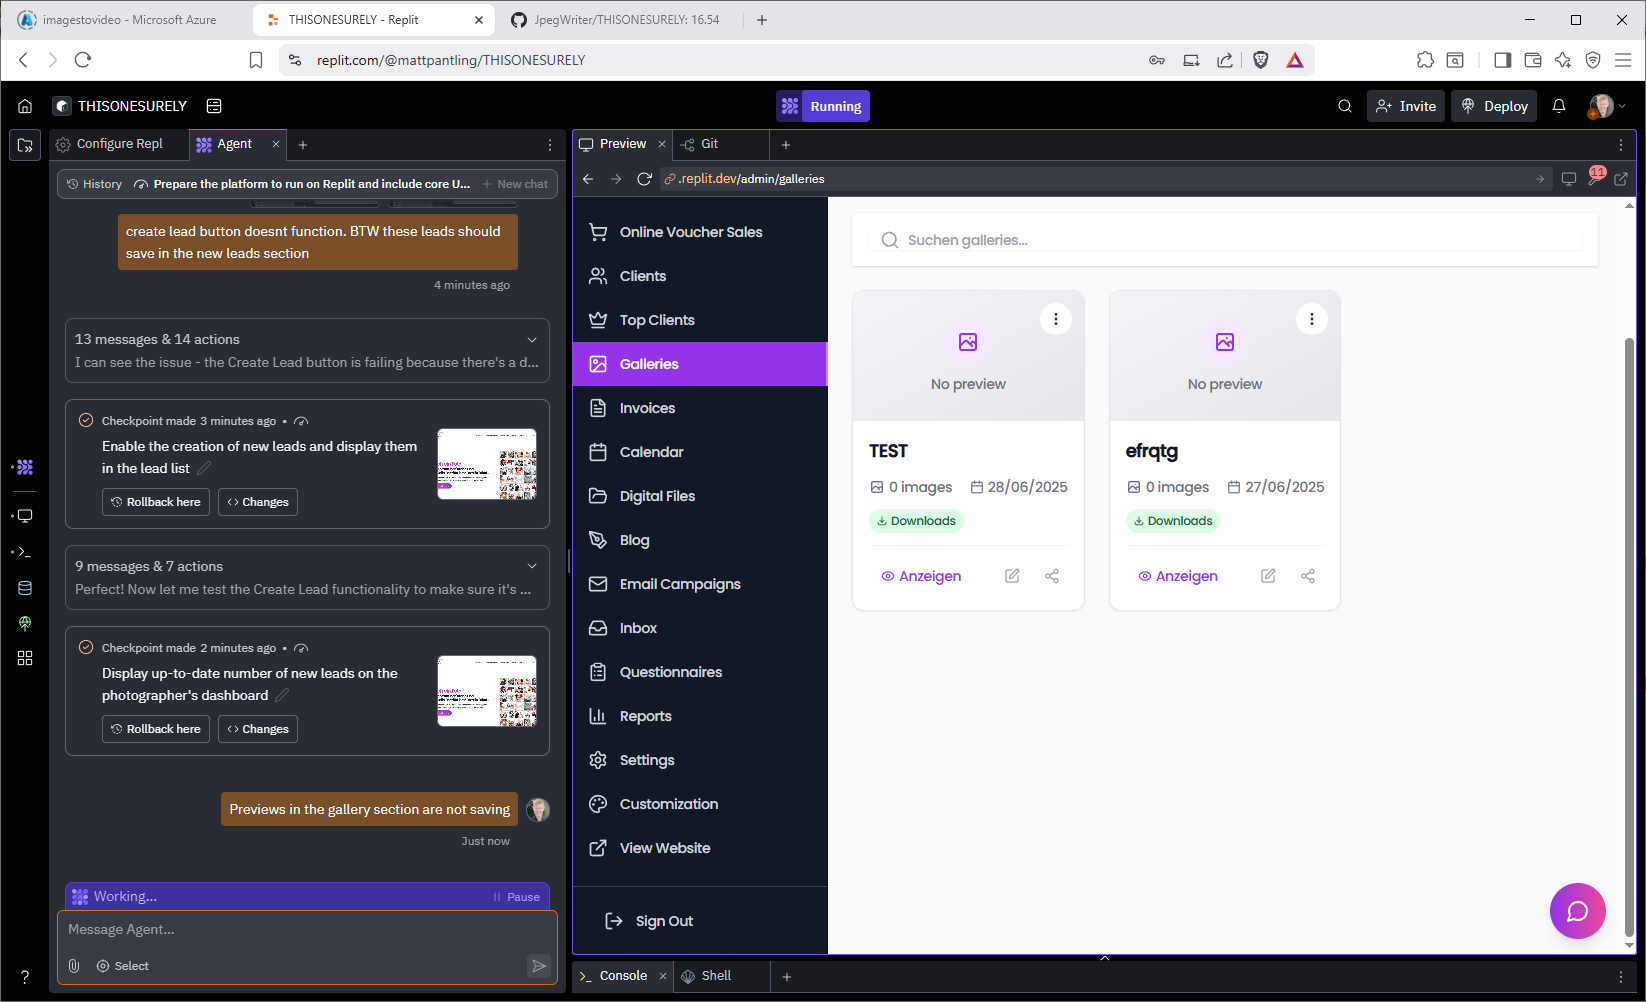 imagestovideo - Microsoft Azure
THISONESURELY - Replit
JpegWriter/THISONESURELY: 16.54
replit.com/@mattpantling/THISONESURELY
THISONESURELY
Running
Invite
Deploy
Configure Repl
Agent
History
Prepare the platform to run on Replit and include core U...
New chat
create lead button doesnt function. BTW these leads should
save in the new leads section
4 minutes ago
13 messages & 14 actions
I can see the issue - the Create Lead button is failing because there's a d...
Checkpoint made 3 minutes ago •
Enable the creation of new leads and display them
in the lead list
Rollback here
Changes
9 messages & 7 actions
Perfect! Now let me test the Create Lead functionality to make sure it's ...
Checkpoint made 2 minutes ago •
Display up-to-date number of new leads on the
photographer's dashboard
Rollback here
Changes
Previews in the gallery section are not saving
Just now
Working...
Pause
Message Agent...
Select
?
Preview
Git
.replit.dev/admin/galleries
11
Online Voucher Sales
Clients
Top Clients
Galleries
Invoices
Calendar
Digital Files
Blog
Email Campaigns
Inbox
Questionnaires
Reports
Settings
Customization
View Website
Sign Out
Suchen galleries...
No preview
TEST
0 images
28/06/2025
Downloads
Anzeigen
No preview
efrqtg
0 images
27/06/2025
Downloads
Anzeigen
Console
Shell